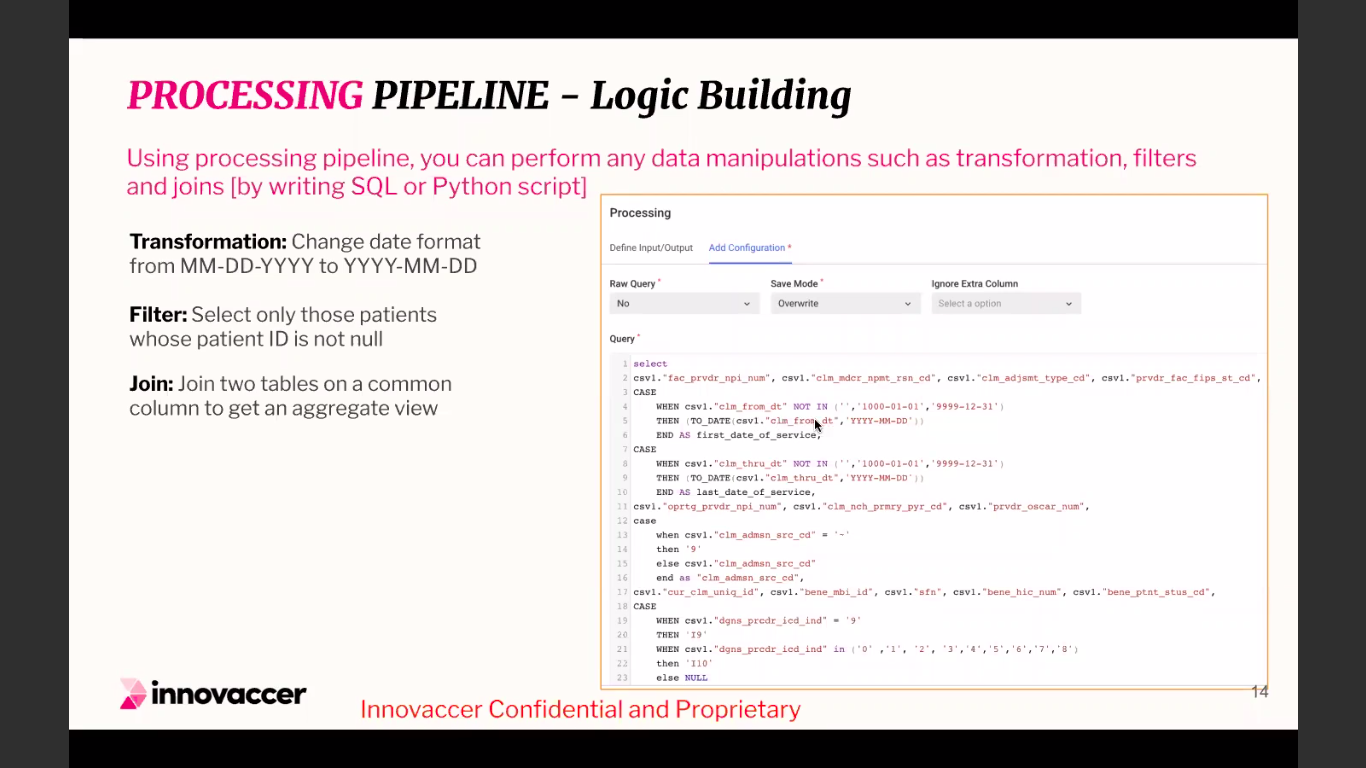 PROCESSING PIPELINE – Logic Building
Using processing pipeline, you can perform any data manipulations such as transformation, filters
and joins [by writing SQL or Python script]
Transformation: Change date format
from MM-DD-YYYY to YYYY-MM-DD
Filter: Select only those patients
whose patient ID is not null
Join: Join two tables on a common
column to get an aggregate view
Processing
Define Input/Output Add Configuration *
Raw Query * Save Mode * Ignore Extra Column
No Overwrite Select a option
Query *
1 select
2 csv1."fac_prvdr_npi_num", csv1."clm_mdcr_npmt_rsn_cd", csv1."clm_adjsmt_type_cd", csv1."prvdr_fac_fips_st_cd",
3 CASE
4 WHEN csv1."clm_from_dt" NOT IN ('','1000-01-01','9999-12-31')
5 THEN (TO_DATE(csv1."clm_from_dt",'YYYY-MM-DD'))
6 END AS first_date_of_service,
7 CASE
8 WHEN csv1."clm_thru_dt" NOT IN ('','1000-01-01','9999-12-31')
9 THEN (TO_DATE(csv1."clm_thru_dt",'YYYY-MM-DD'))
10 END AS last_date_of_service,
11 csv1."oprtg_prvdr_npi_num", csv1."clm_nch_prmry_pyr_cd", csv1."prvdr_oscar_num",
12 case
13 when csv1."clm_admsn_src_cd" = '~'
14 then '9'
15 else csv1."clm_admsn_src_cd"
16 end as "clm_admsn_src_cd",
17 csv1."cur_clm_uniq_id", csv1."bene_mbi_id", csv1."sfn", csv1."bene_hic_num", csv1."bene_ptnt_stus_cd",
18 CASE
19 WHEN csv1."dgns_prcdr_icd_ind" = '9'
20 THEN 'I9'
21 WHEN csv1."dgns_prcdr_icd_ind" in ('0' ,'1', '2', '3','4','5','6','7','8')
22 then 'I10'
23 else NULL
14
innovaccer
Innovaccer Confidential and Proprietary